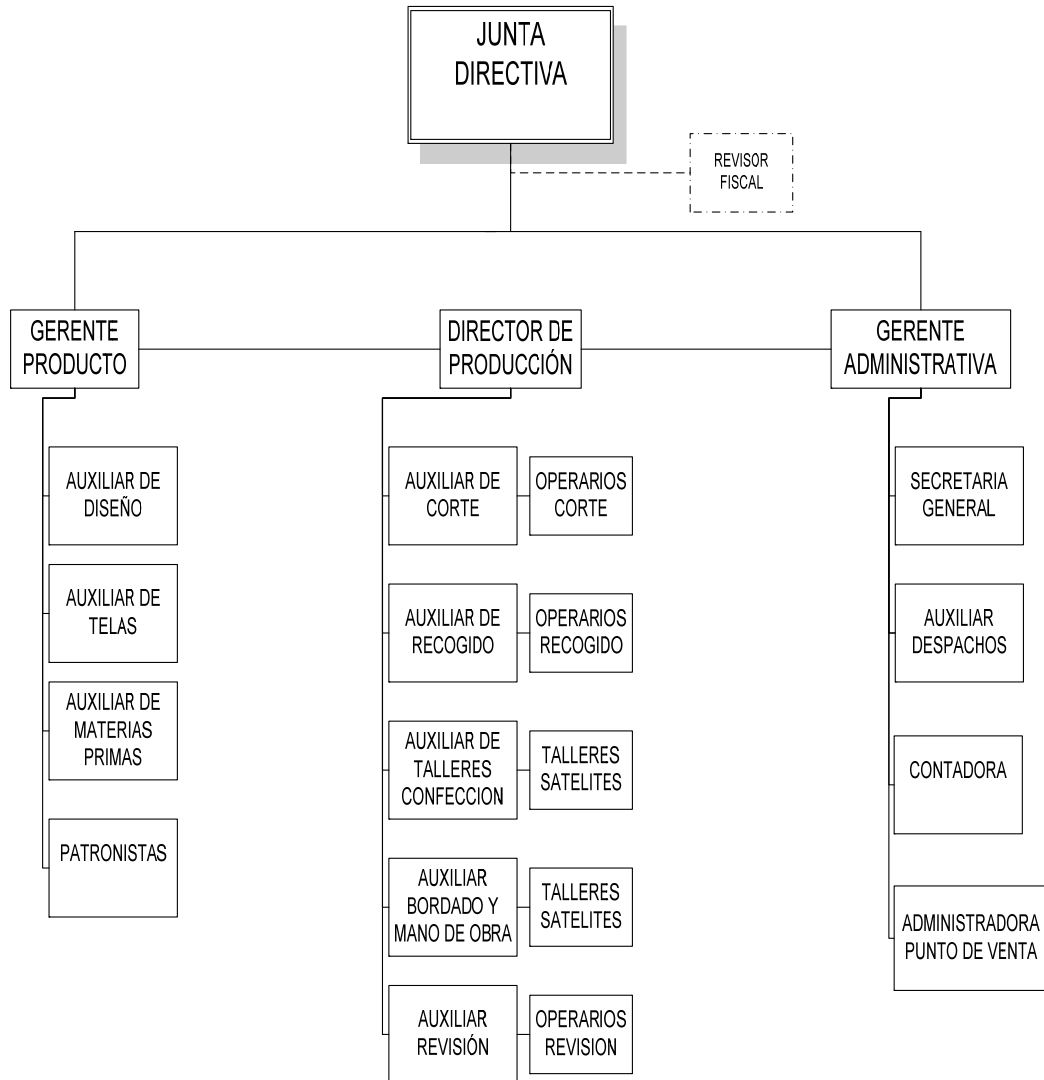 JUNTA
DIRECTIVA
REVISOR
FISCAL
GERENTE
PRODUCTO
DIRECTOR DE
PRODUCCIÓN
GERENTE
ADMINISTRATIVA
AUXILIAR DE
DISEÑO
AUXILIAR DE
TELAS
AUXILIAR DE
MATERIAS
PRIMAS
PATRONISTAS
AUXILIAR DE
CORTE
OPERARIOS
CORTE
AUXILIAR DE
RECOGIDO
OPERARIOS
RECOGIDO
AUXILIAR DE
TALLERES
CONFECCION
TALLERES
SATELITES
AUXILIAR
BORDADO Y
MANO DE OBRA
TALLERES
SATELITES
AUXILIAR
REVISIÓN
OPERARIOS
REVISION
SECRETARIA
GENERAL
AUXILIAR
DESPACHOS
CONTADORA
ADMINISTRADORA
PUNTO DE VENTA